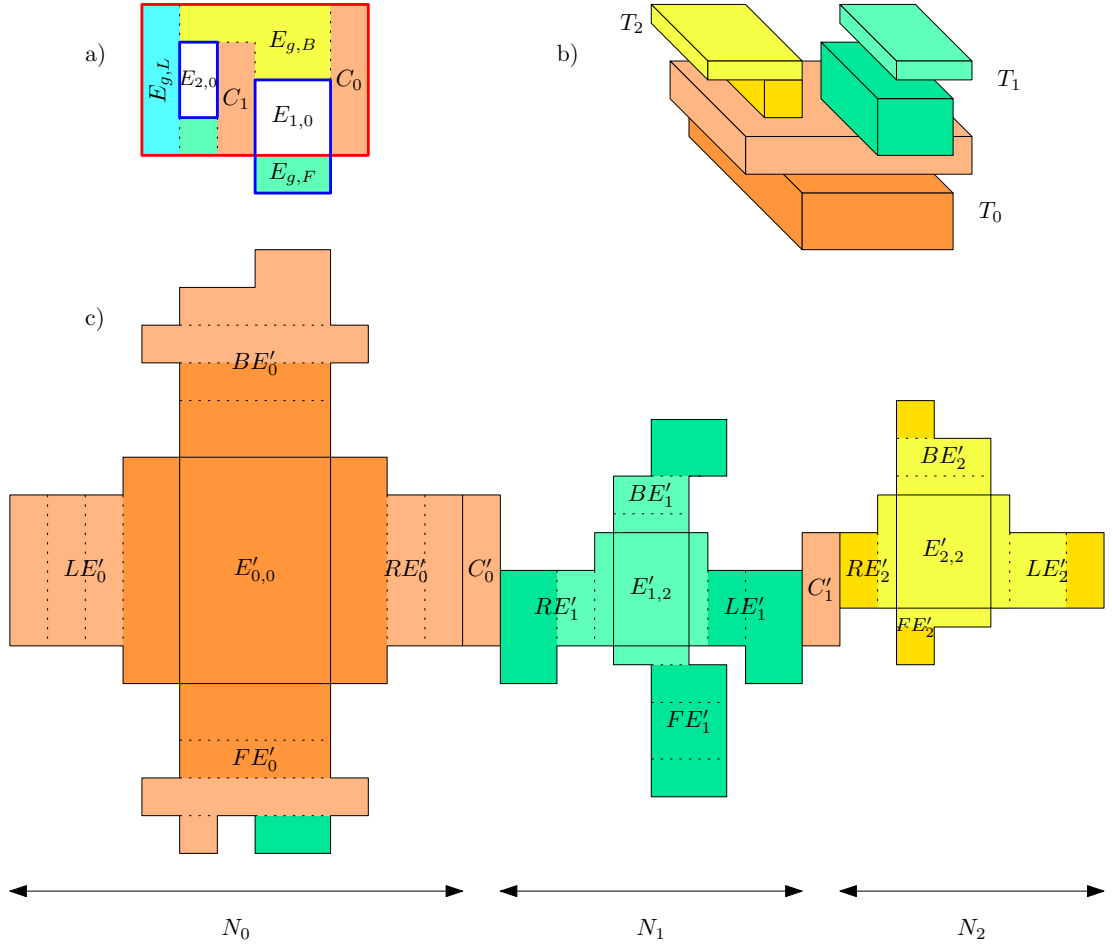 a)
E_{g,L}
E_{2,0}
E_{g,B}
C_1
C_0
E_{1,0}
E_{g,F}
b)
T_2
T_1
T_0
c)
BE'_0
LE'_0
E'_{0,0}
RE'_0
C'_0
FE'_0
BE'_1
RE'_1
E'_{1,2}
LE'_1
FE'_1
C'_1
BE'_2
RE'_2
E'_{2,2}
LE'_2
FE'_2
N_0
N_1
N_2